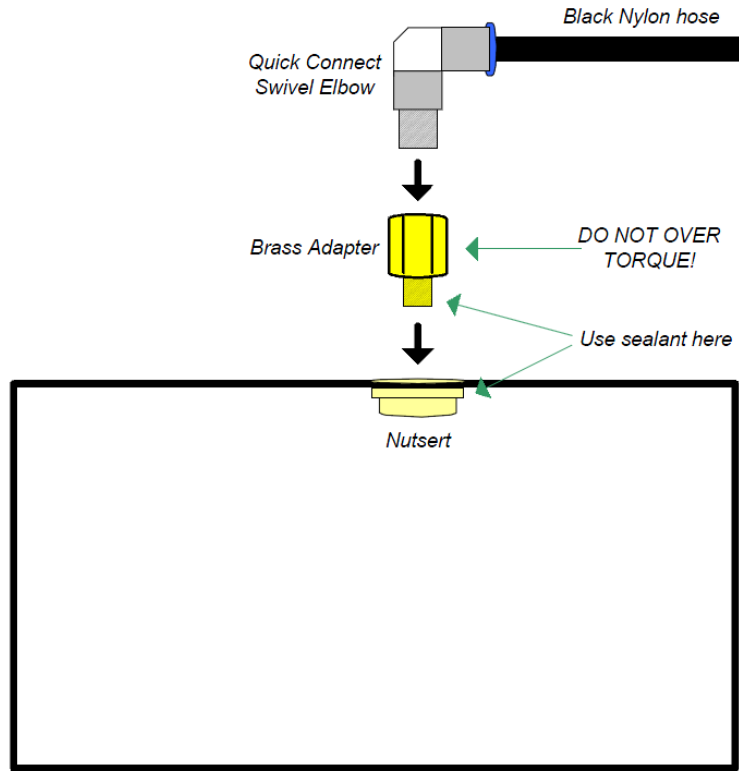 Black Nylon hose
Quick Connect
Swivel Elbow
Brass Adapter
DO NOT OVER
TORQUE!
Use sealant here
Nutsert